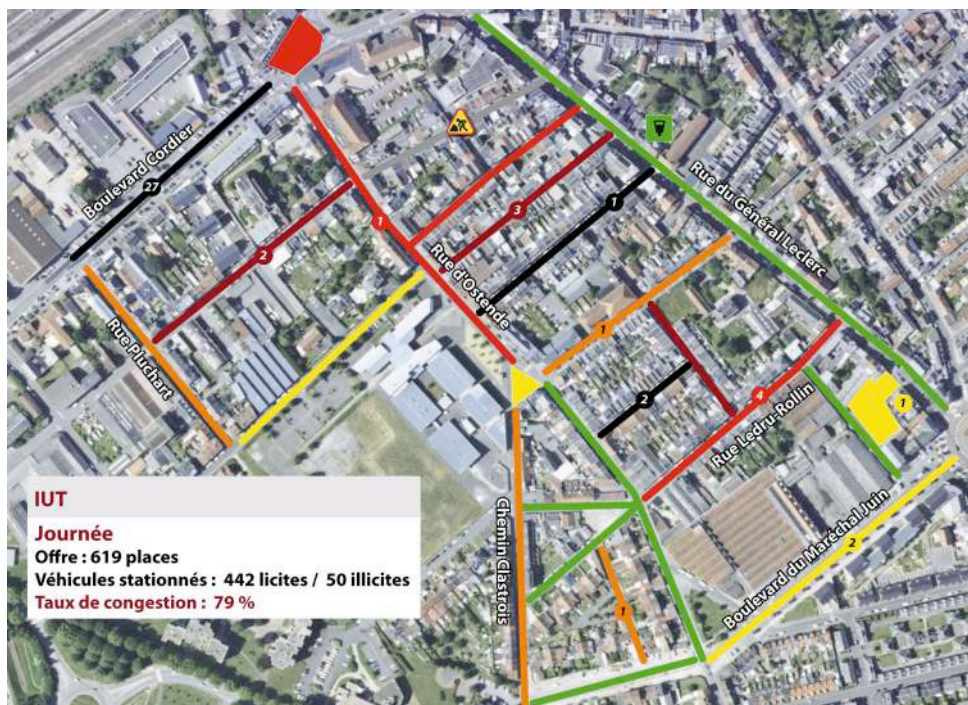 Boulevard Cordier
27
2
1
3
1
Rue du Général Leclerc
Rue d'Ostende
Rue Pluchart
1
2
4
Rue Ledru-Rollin
1
Boulevard du Maréchal Juin
2
Chemin Clastrois
1
IUT
Journée
Offre : 619 places
Véhicules stationnés : 442 licites / 50 illicites
Taux de congestion : 79 %